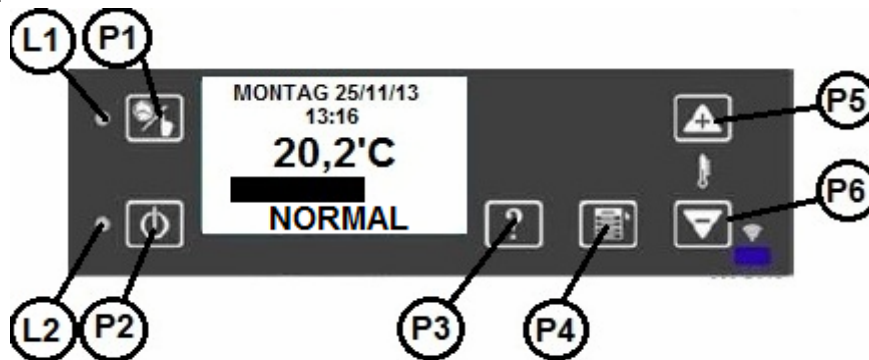 L1 P1
MONTAG 25/11/13
13:16
20,2'C
NORMAL
P5
P6
L2 P2 P3 P4
?
+
-